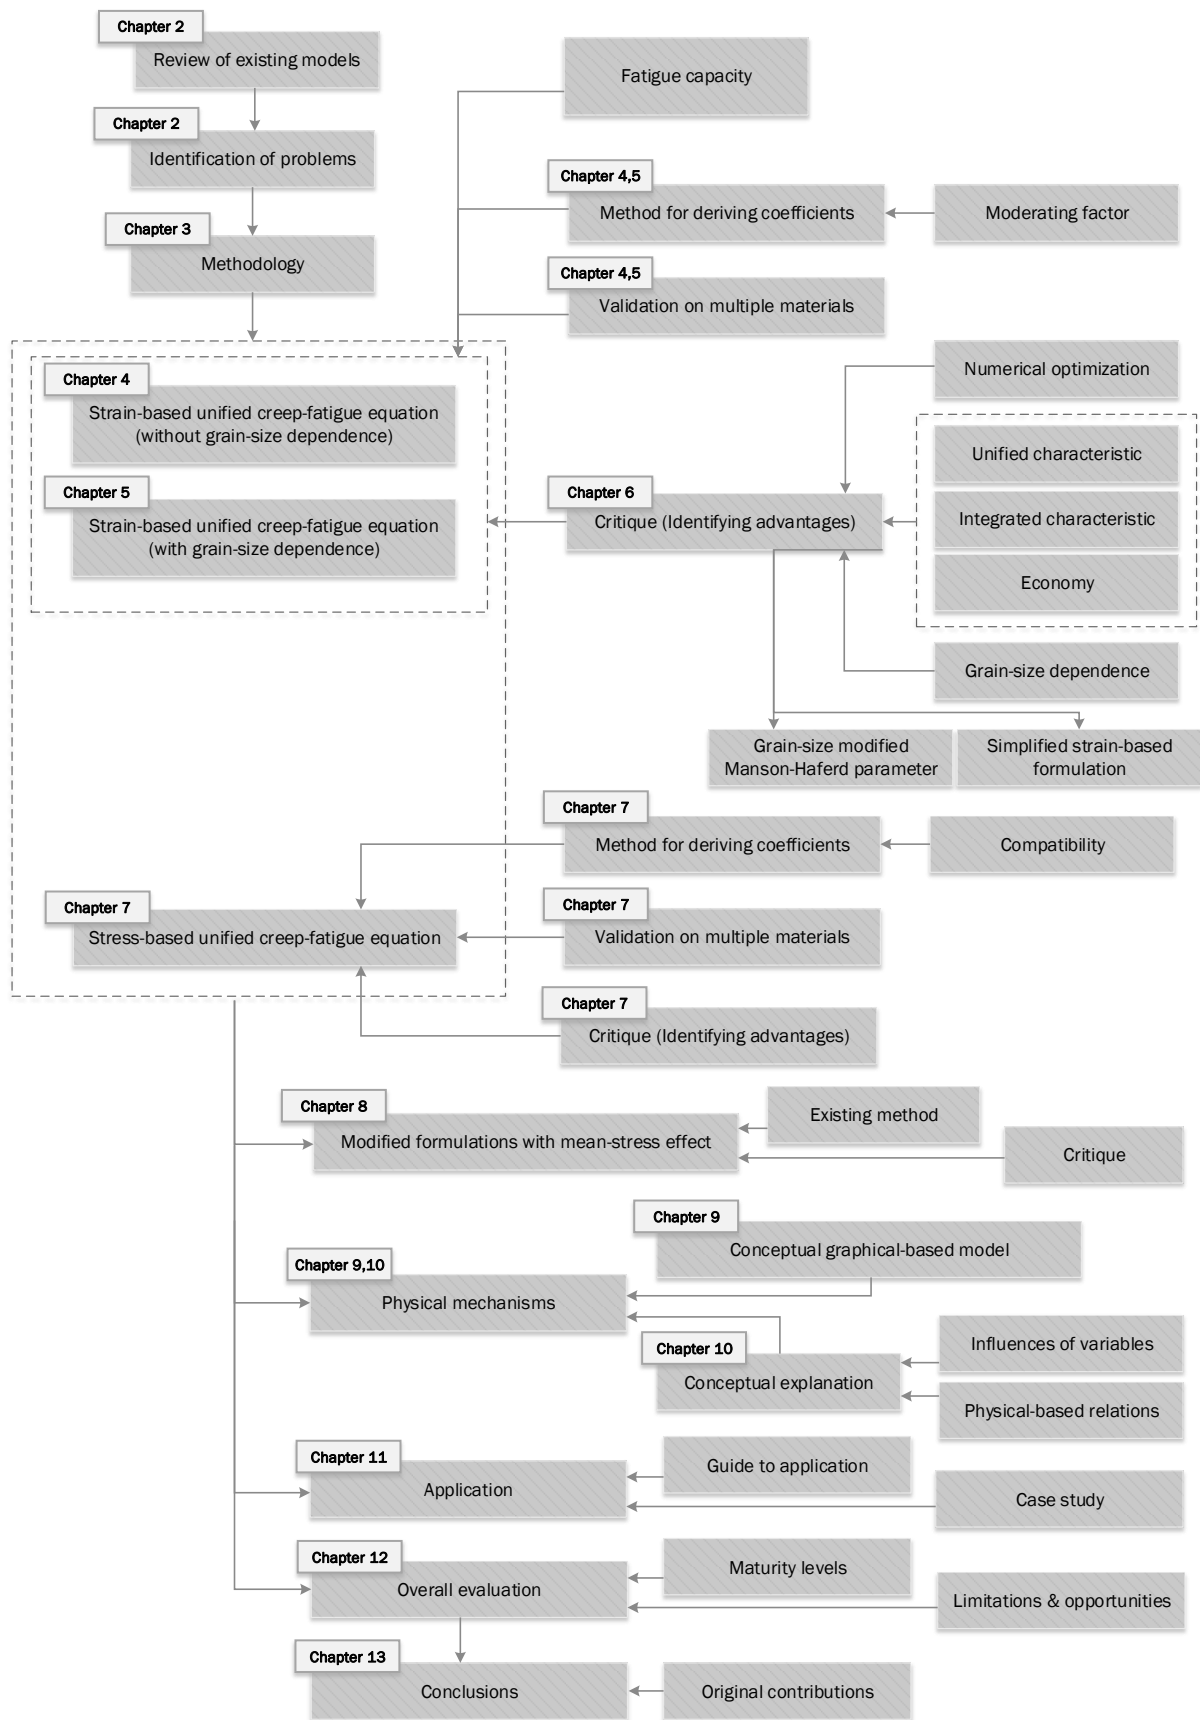 Chapter 2
Review of existing models
Chapter 2
Identification of problems
Chapter 3
Methodology
Fatigue capacity
Chapter 4,5
Method for deriving coefficients
Moderating factor
Chapter 4,5
Validation on multiple materials
Chapter 4
Strain-based unified creep-fatigue equation
(without grain-size dependence)
Chapter 5
Strain-based unified creep-fatigue equation
(with grain-size dependence)
Chapter 6
Critique (Identifying advantages)
Numerical optimization
Unified characteristic
Integrated characteristic
Economy
Grain-size dependence
Grain-size modified
Manson-Haferd parameter
Simplified strain-based
formulation
Chapter 7
Method for deriving coefficients
Compatibility
Chapter 7
Stress-based unified creep-fatigue equation
Chapter 7
Validation on multiple materials
Chapter 7
Critique (Identifying advantages)
Chapter 8
Modified formulations with mean-stress effect
Existing method
Critique
Chapter 9
Conceptual graphical-based model
Chapter 9,10
Physical mechanisms
Chapter 10
Conceptual explanation
Influences of variables
Physical-based relations
Chapter 11
Application
Guide to application
Case study
Chapter 12
Overall evaluation
Maturity levels
Limitations & opportunities
Chapter 13
Conclusions
Original contributions